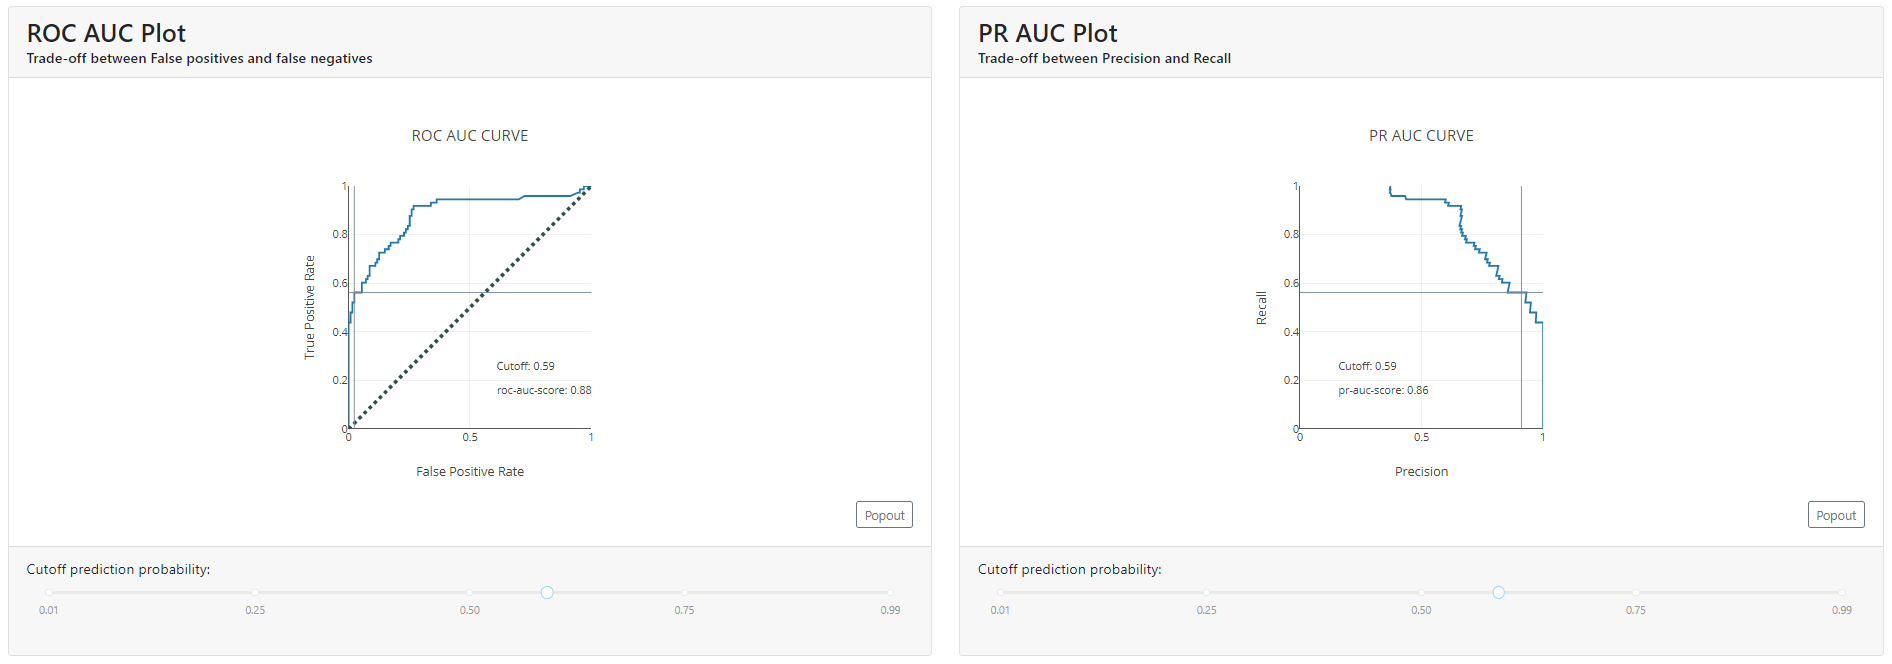 ROC AUC Plot
Trade-off between False positives and false negatives
ROC AUC CURVE
1
0.8
0.6
0.4
0.2
0
True Positive Rate
Cutoff: 0.59
roc-auc-score: 0.88
0
0.5
1
False Positive Rate
Popout
Cutoff prediction probability:
0.01
0.25
0.50
0.75
0.99
PR AUC Plot
Trade-off between Precision and Recall
PR AUC CURVE
1
0.8
0.6
0.4
0.2
0
Recall
Cutoff: 0.59
pr-auc-score: 0.86
0
0.5
1
Precision
Popout
Cutoff prediction probability:
0.01
0.25
0.50
0.75
0.99